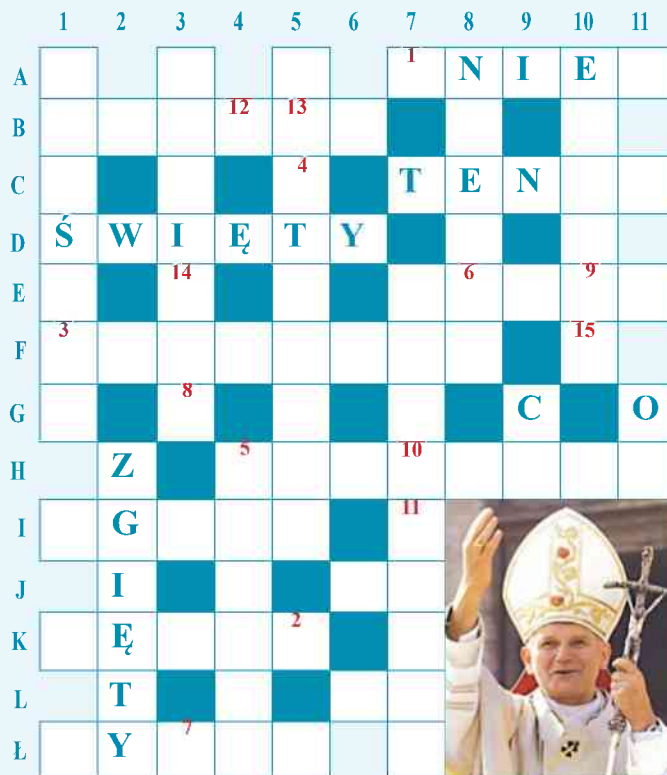 1 2 3 4 5 6 7 8 9 10 11
A 1 N I E
B 12 13
C 4 T E N
D Ś W I Ę T Y
E 14 6 9
F 3 15
G 8 C O
H Z 5 10
I G 11
J I
K Ę 2
L T
Ł Y 7